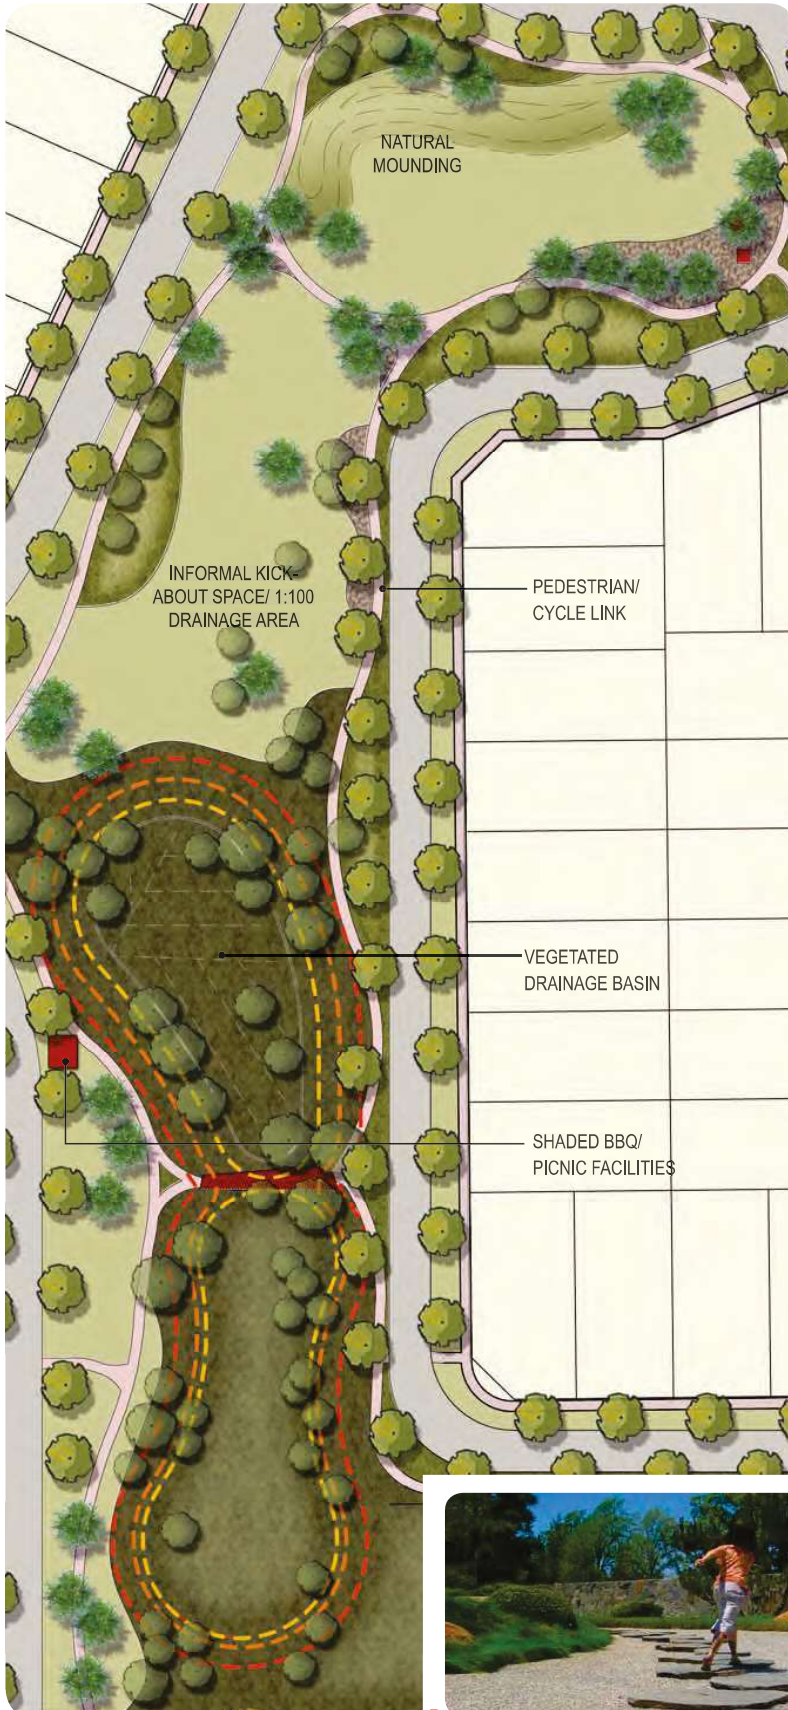 NATURAL
MOUNDING
INFORMAL KICK-
ABOUT SPACE/ 1:100
DRAINAGE AREA
PEDESTRIAN/
CYCLE LINK
VEGETATED
DRAINAGE BASIN
SHADED BBQ/
PICNIC FACILITIES